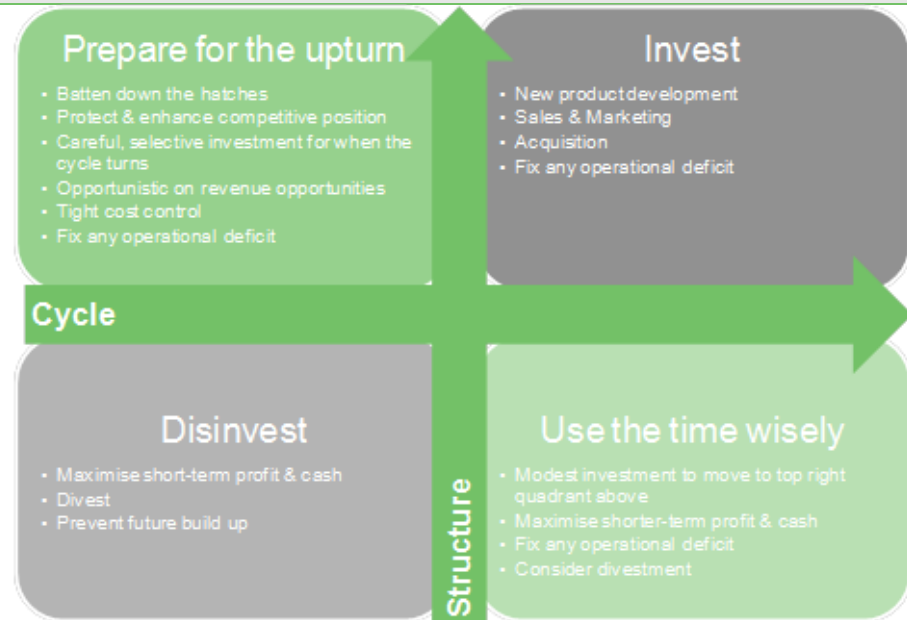 Prepare for the upturn
• Batten down the hatches
• Protect & enhance competitive position
• Careful, selective investment for when the
cycle turns
• Opportunistic on revenue opportunities
• Tight cost control
• Fix any operational deficit
Invest
• New product development
• Sales & Marketing
• Acquisition
• Fix any operational deficit
Cycle
Disinvest
• Maximise short-term profit & cash
• Divest
• Prevent future build up
Structure
Use the time wisely
• Modest investment to move to top right
quadrant above
• Maximise shorter-term profit & cash
• Fix any operational deficit
• Consider divestment